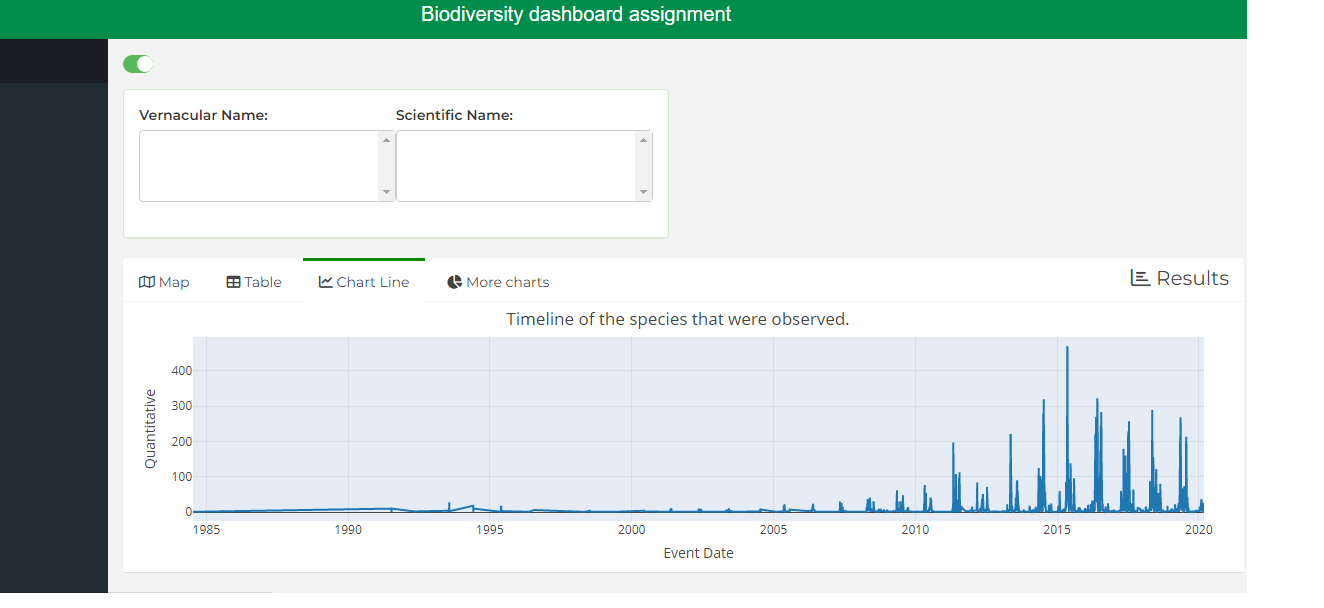 Biodiversity dashboard assignment
Vernacular Name: Scientific Name:
Map Table Chart Line More charts Results
Timeline of the species that were observed.
Quantitative
400
300
200
100
0
1985 1990 1995 2000 2005 2010 2015 2020
Event Date